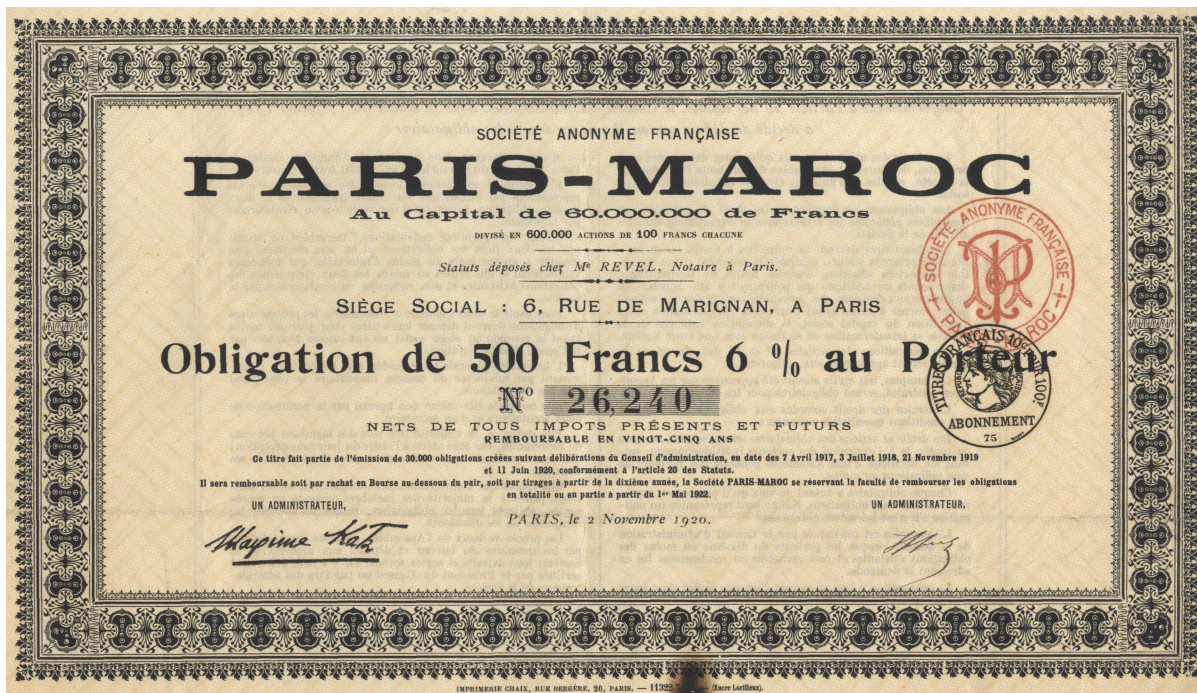 SOCIÉTÉ ANONYME FRANÇAISE
PARIS-MAROC
Au Capital de 60.000.000 de Francs
DIVISÉ EN 600.000 ACTIONS DE 100 FRANCS CHACUNE
Statuts déposés chez Me REVEL, Notaire à Paris.
SOCIÉTÉ ANONYME FRANÇAISE
PARIS MAROC
SIÈGE SOCIAL : 6, RUE DE MARIGNAN, A PARIS
Obligation de 500 Francs 6 % au Porteur
No 26,240
TITRE FRANÇAIS 10c 100F
ABONNEMENT
75
NETS DE TOUS IMPOTS PRÉSENTS ET FUTURS
REMBOURSABLE EN VINGT-CINQ ANS
Ce titre fait partie de l'émission de 30.000 obligations créées suivant délibérations du Conseil d'administration, en date des 7 Avril 1917, 3 Juillet 1918, 21 Novembre 1919
et 11 Juin 1920, conformément à l'article 20 des Statuts.
Il sera remboursable soit par rachat en Bourse au-dessous du pair, soit par tirages à partir de la dixième année, la Société PARIS-MAROC se réservant la faculté de rembourser les obligations
en totalité ou en partie à partir du 1er Mai 1922.
UN ADMINISTRATEUR,
UN ADMINISTRATEUR,
PARIS, le 2 Novembre 1920.
Maxime Katz
IMPRIMERIE CHAIX, RUE BERGÈRE, 20, PARIS. — 11322 — (Encre Lorilleux).